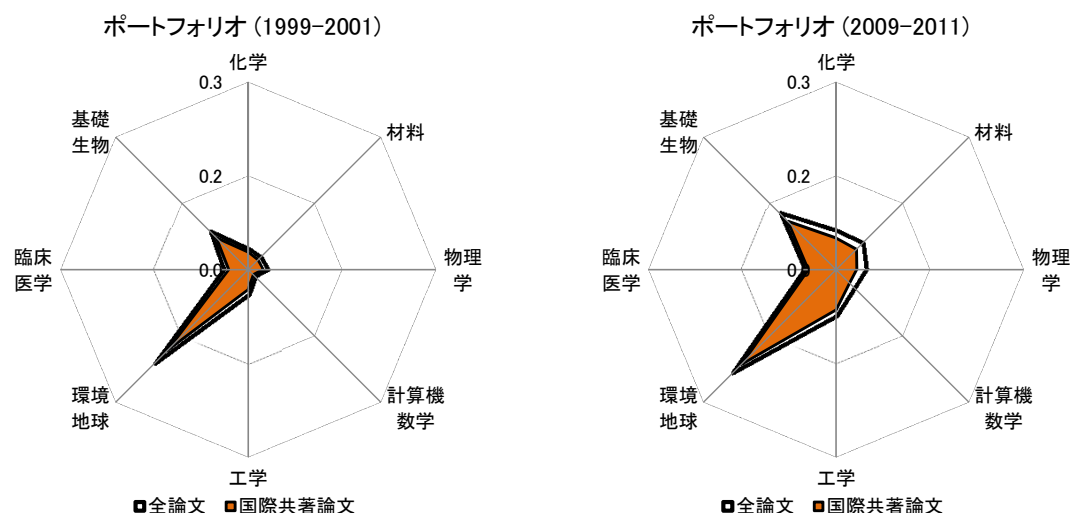 ポートフォリオ (1999-2001)
化学
0.3
0.2
0.0
基礎
生物
材料
臨床
医学
物理
学
環境
地球
計算機
数学
工学
全論文 国際共著論文
ポートフォリオ (2009-2011)
化学
0.3
0.2
0.0
基礎
生物
材料
臨床
医学
物理
学
環境
地球
計算機
数学
工学
全論文 国際共著論文